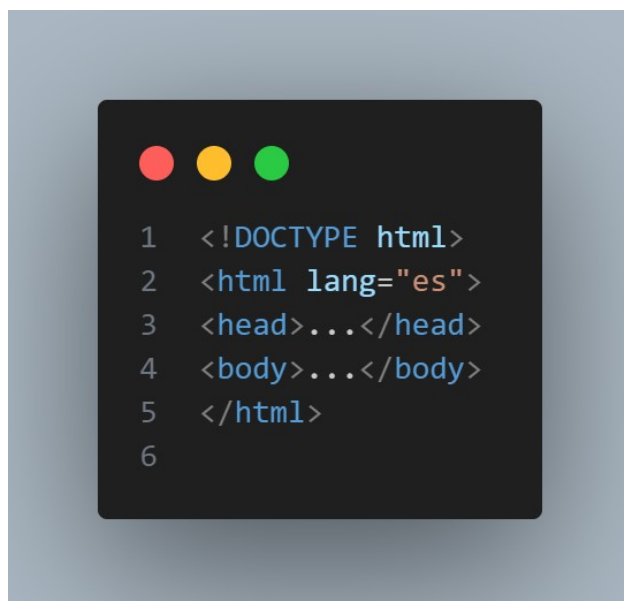 1 <!DOCTYPE html>
2 <html lang="es">
3 <head>...</head>
4 <body>...</body>
5 </html>
6